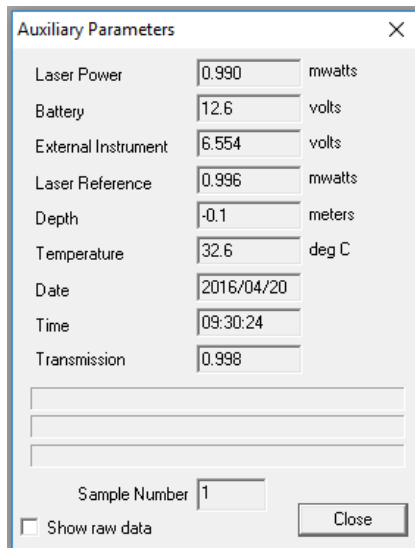 Auxiliary Parameters
Laser Power 0.990 mwatts
Battery 12.6 volts
External Instrument 6.554 volts
Laser Reference 0.996 mwatts
Depth -0.1 meters
Temperature 32.6 deg C
Date 2016/04/20
Time 09:30:24
Transmission 0.998
Sample Number 1
Show raw data Close